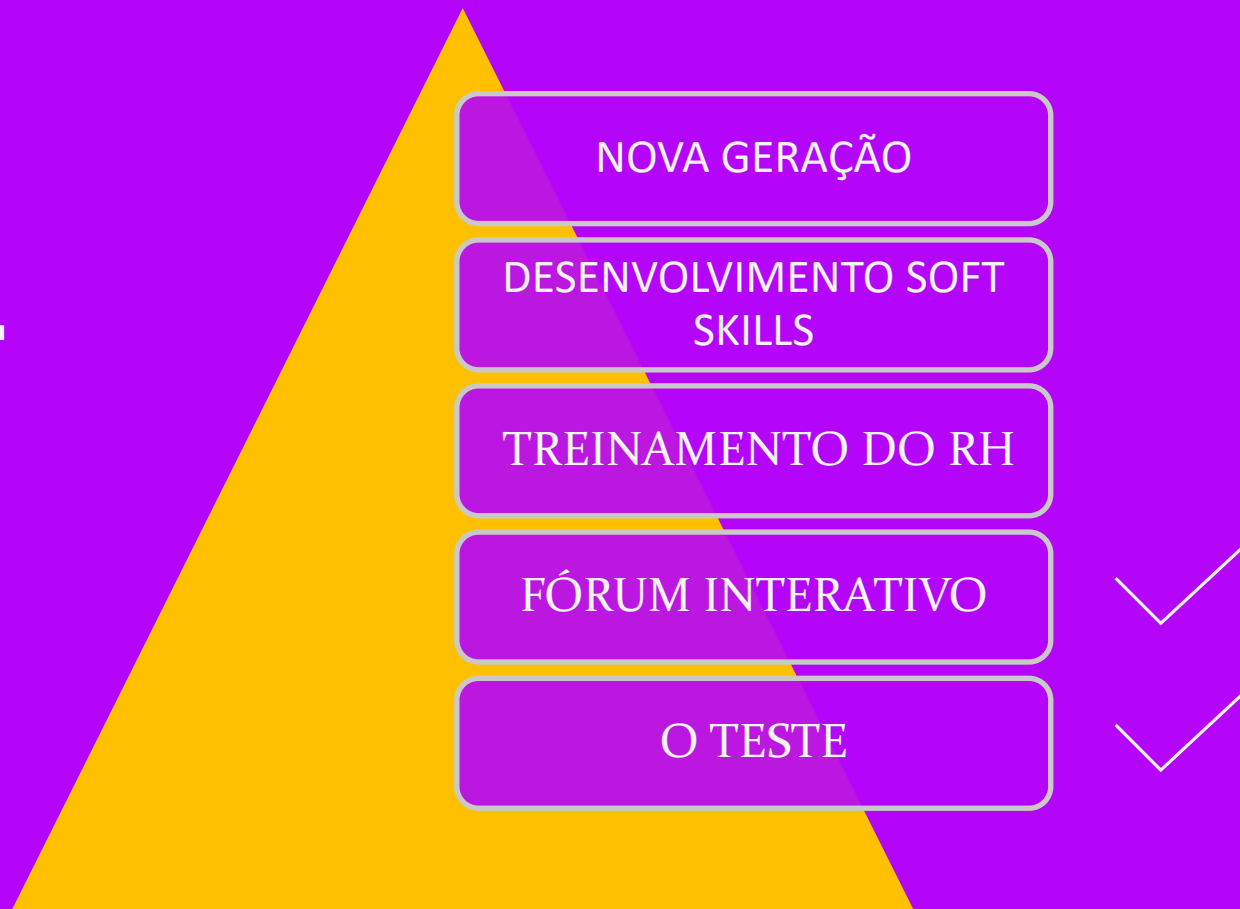 NOVA GERAÇÃO
DESENVOLVIMENTO SOFT
SKILLS
TREINAMENTO DO RH
FÓRUM INTERATIVO
O TESTE